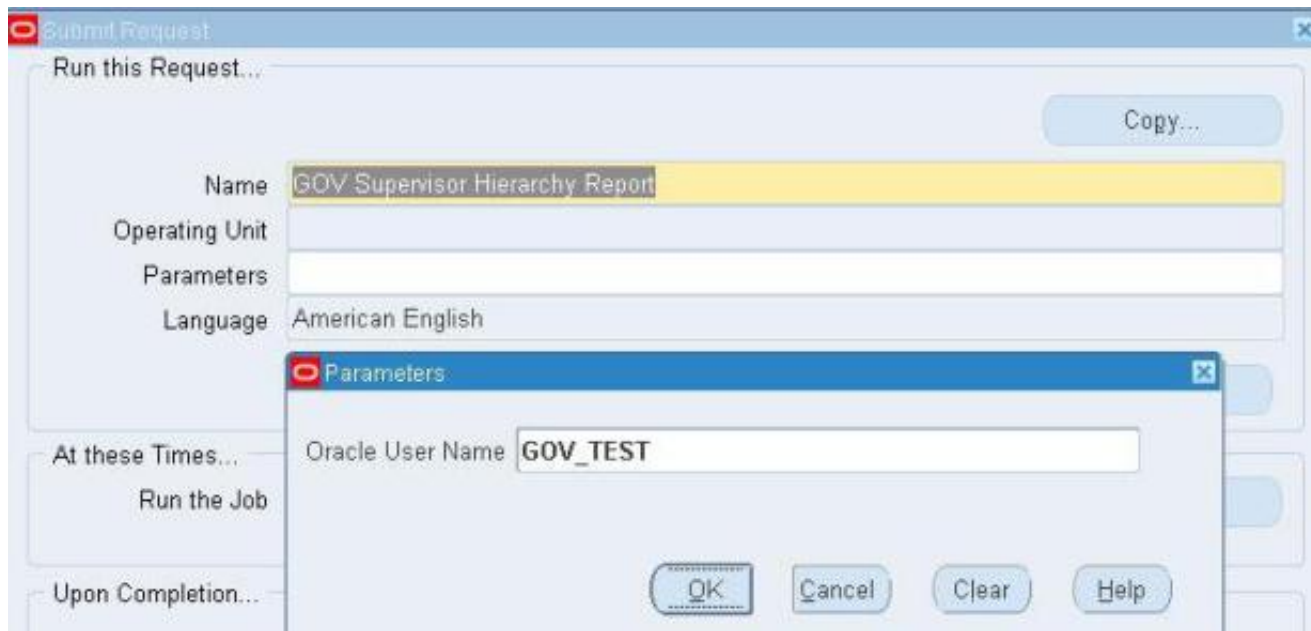 Submit Request
Run this Request...
Copy...
Name GOV Supervisor Hierarchy Report
Operating Unit
Parameters
Language American English
Parameters
Oracle User Name GOV_TEST
At these Times...
Run the Job
OK Cancel Clear Help
Upon Completion...